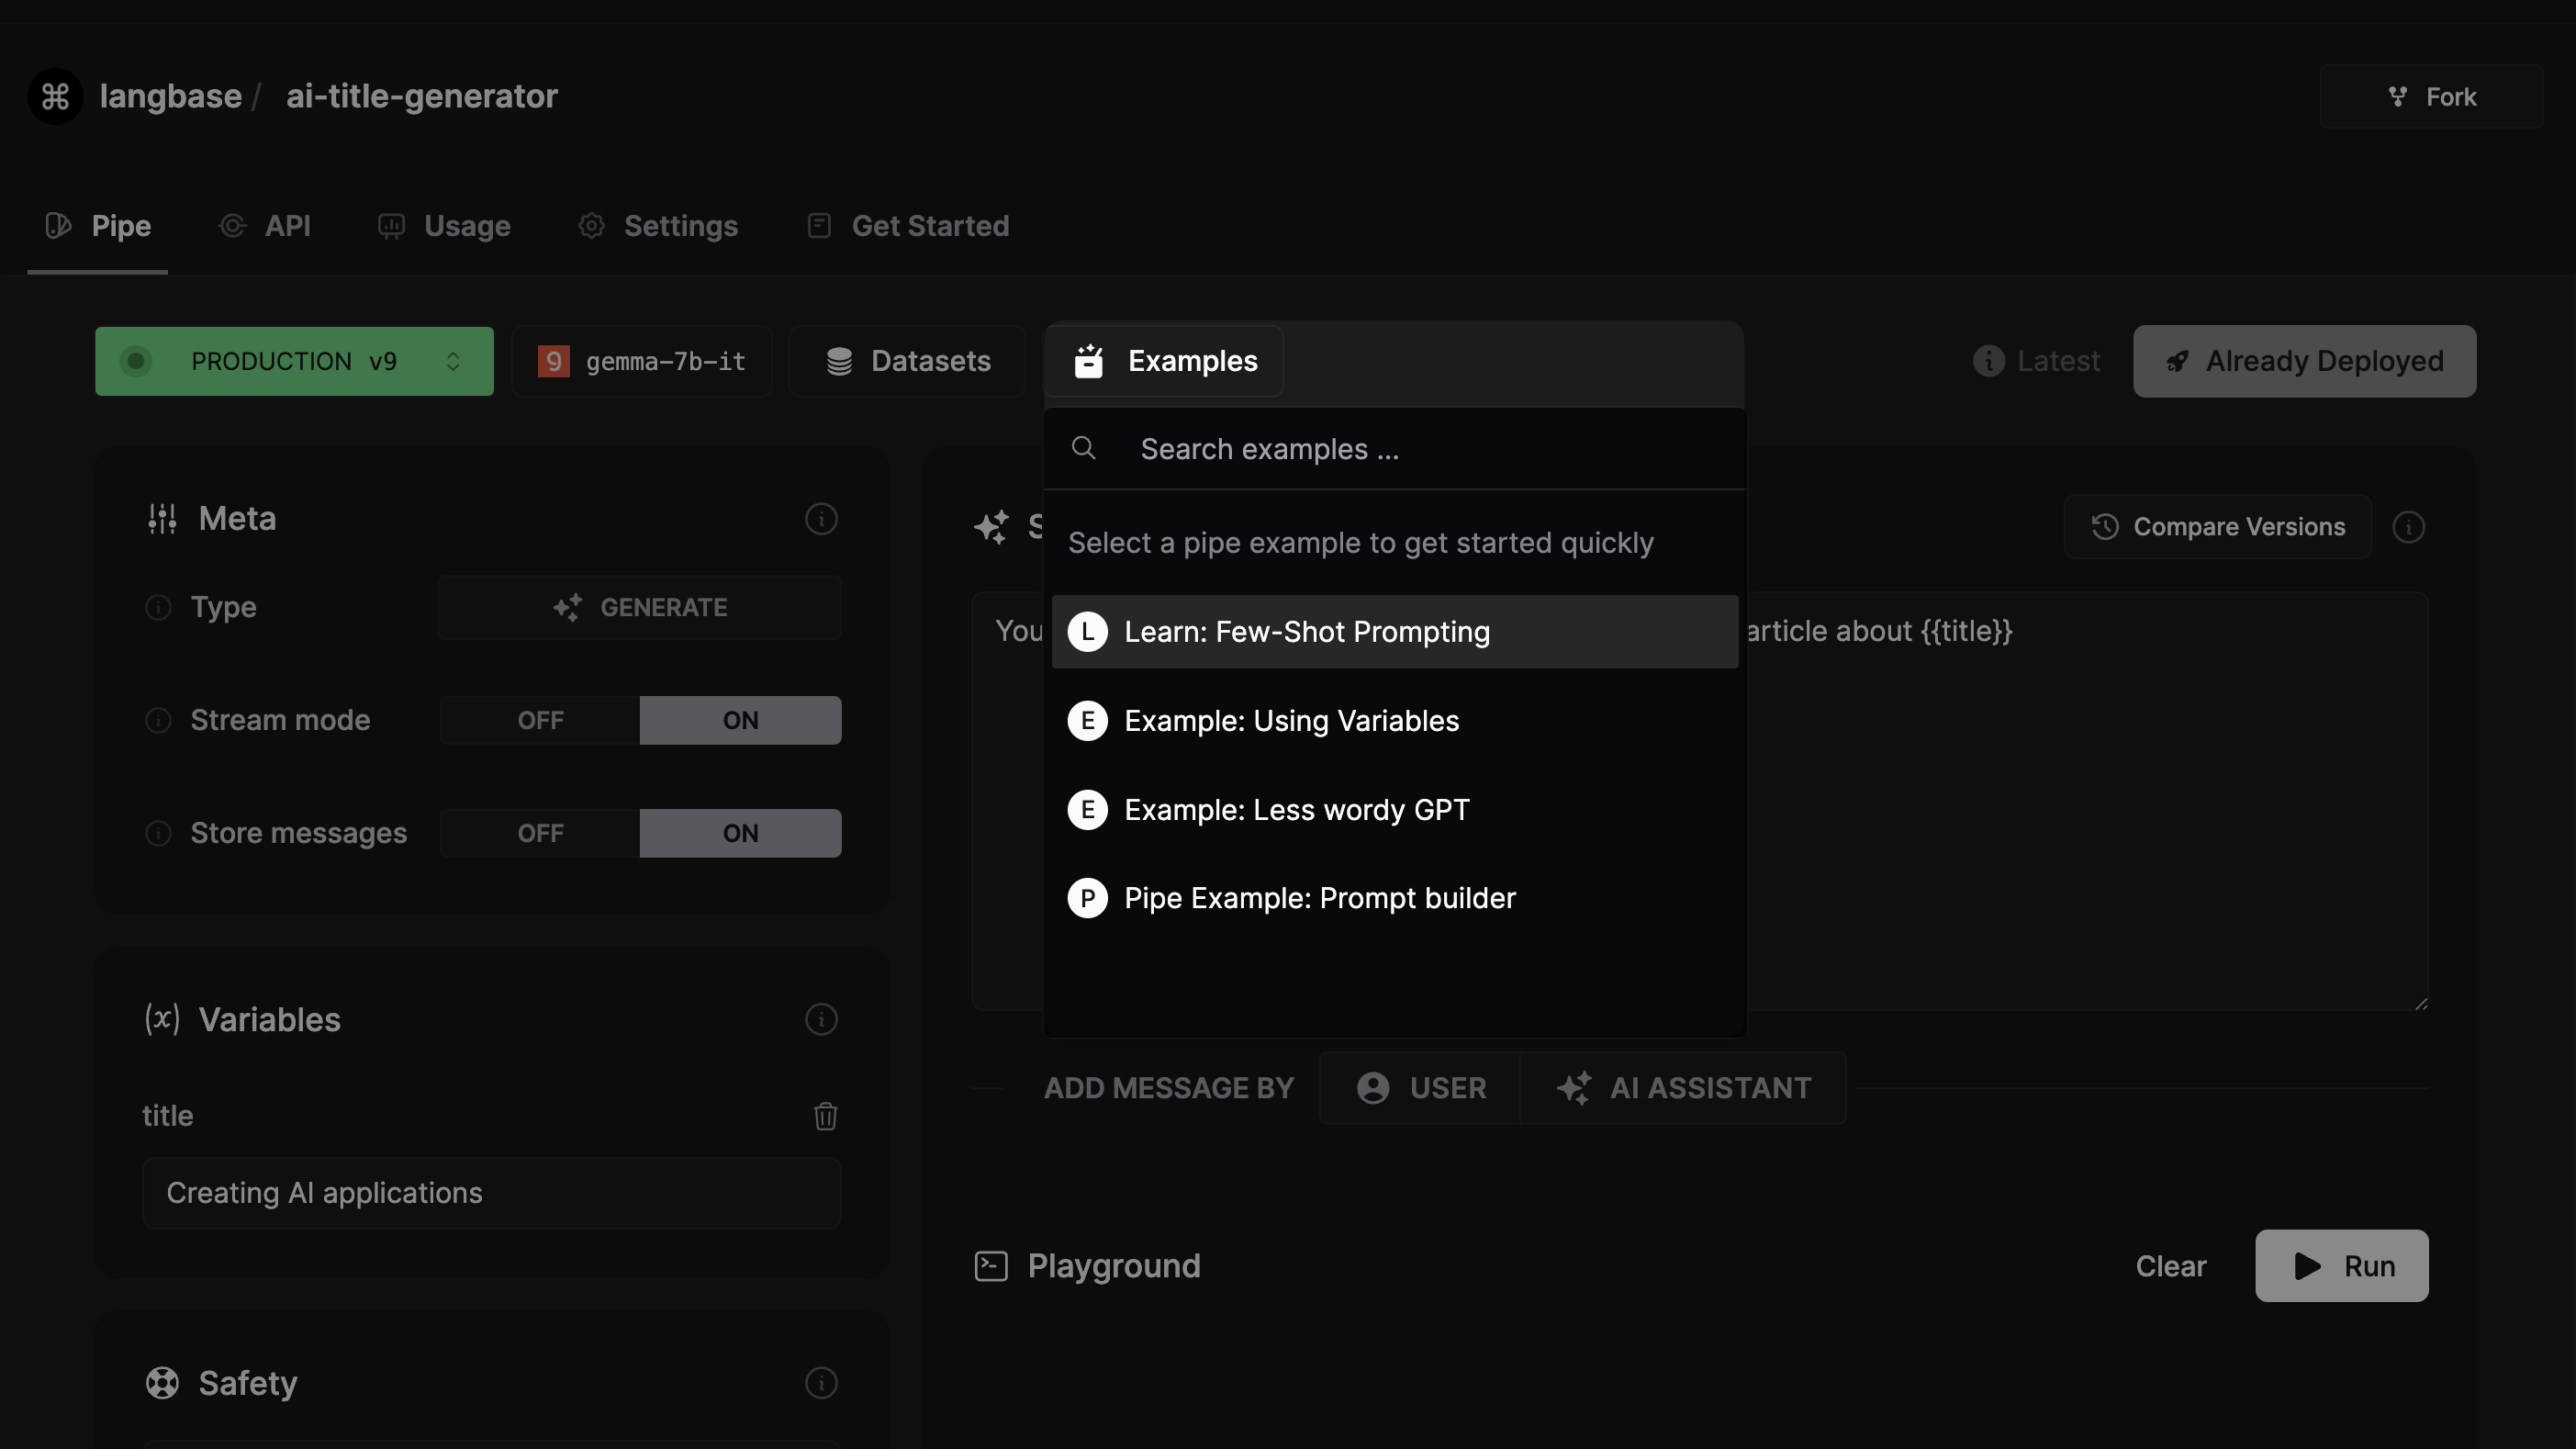 langbase / ai-title-generator
Fork
Pipe API Usage Settings Get Started
PRODUCTION v9
gemma-7b-it
Datasets
Examples
Latest
Already Deployed
Search examples ...
Select a pipe example to get started quickly
L Learn: Few-Shot Prompting
E Example: Using Variables
E Example: Less wordy GPT
P Pipe Example: Prompt builder
Meta
Type GENERATE
Stream mode OFF ON
Store messages OFF ON
Variables
title
Creating AI applications
Safety
S
Compare Versions
You
article about {{title}}
ADD MESSAGE BY USER AI ASSISTANT
Playground
Clear
Run